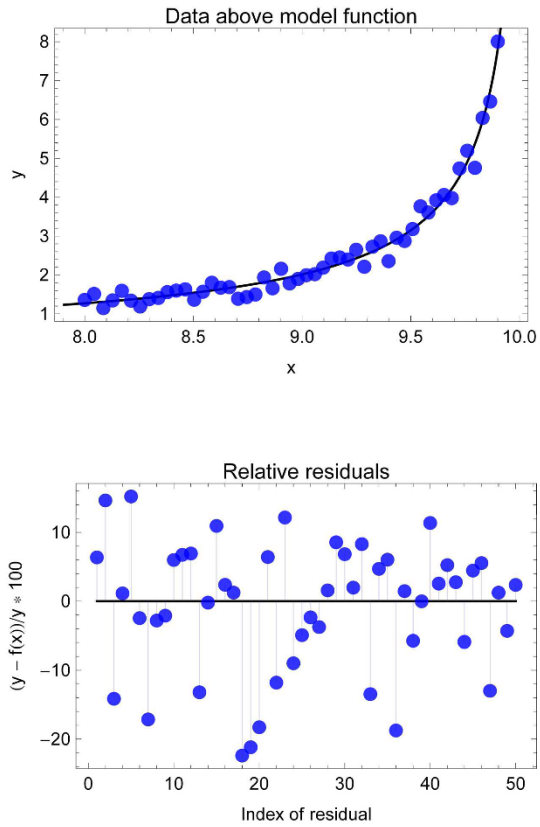 Data above model function
8
7
6
5
4
3
2
1
y
8.0 8.5 9.0 9.5 10.0
x
Relative residuals
10
0
-10
-20
(y − f(x))/y * 100
0 10 20 30 40 50
Index of residual